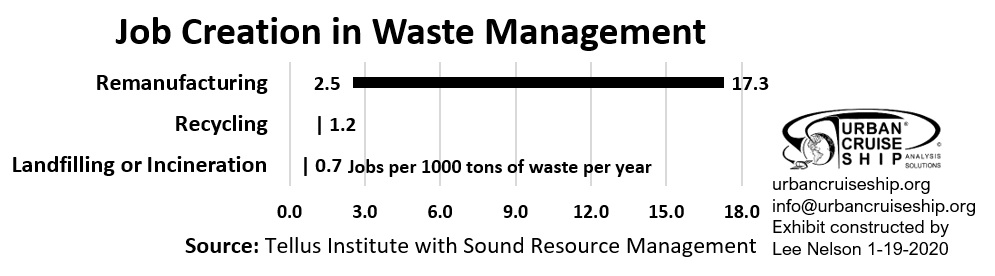 Job Creation in Waste Management
Remanufacturing 2.5 17.3
Recycling | 1.2
Landfilling or Incineration | 0.7 Jobs per 1000 tons of waste per year
0.0 3.0 6.0 9.0 12.0 15.0 18.0
Source: Tellus Institute with Sound Resource Management
URBAN®
CRUISE
SHIP ANALYSIS
SOLUTIONS
©
urbancruiseship.org
info@urbancruiseship.org
Exhibit constructed by
Lee Nelson 1-19-2020